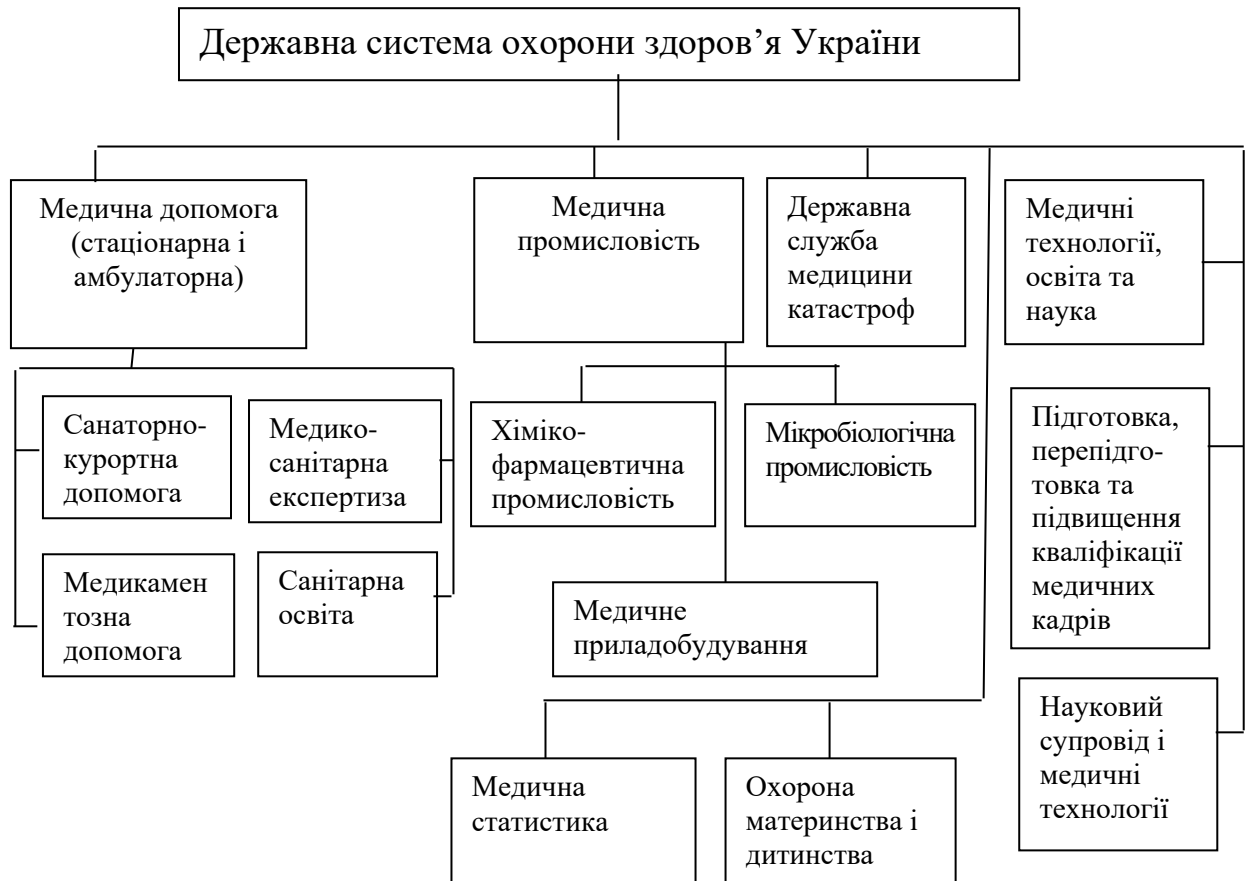 Державна система охорони здоров’я України
Медична допомога
(стаціонарна і
амбулаторна)
Медична
промисловість
Державна
служба
медицини
катастроф
Медичні
технології,
освіта та
наука
Санаторно-
курортна
допомога
Медико-
санітарна
експертиза
Хіміко-
фармацевтична
промисловість
Мікробіологічна
промисловість
Підготовка,
перепідго-
товка та
підвищення
кваліфікації
медичних
кадрів
Медикамен
тозна
допомога
Санітарна
освіта
Медичне
приладобудування
Науковий
супровід і
медичні
технології
Медична
статистика
Охорона
материнства і
дитинства